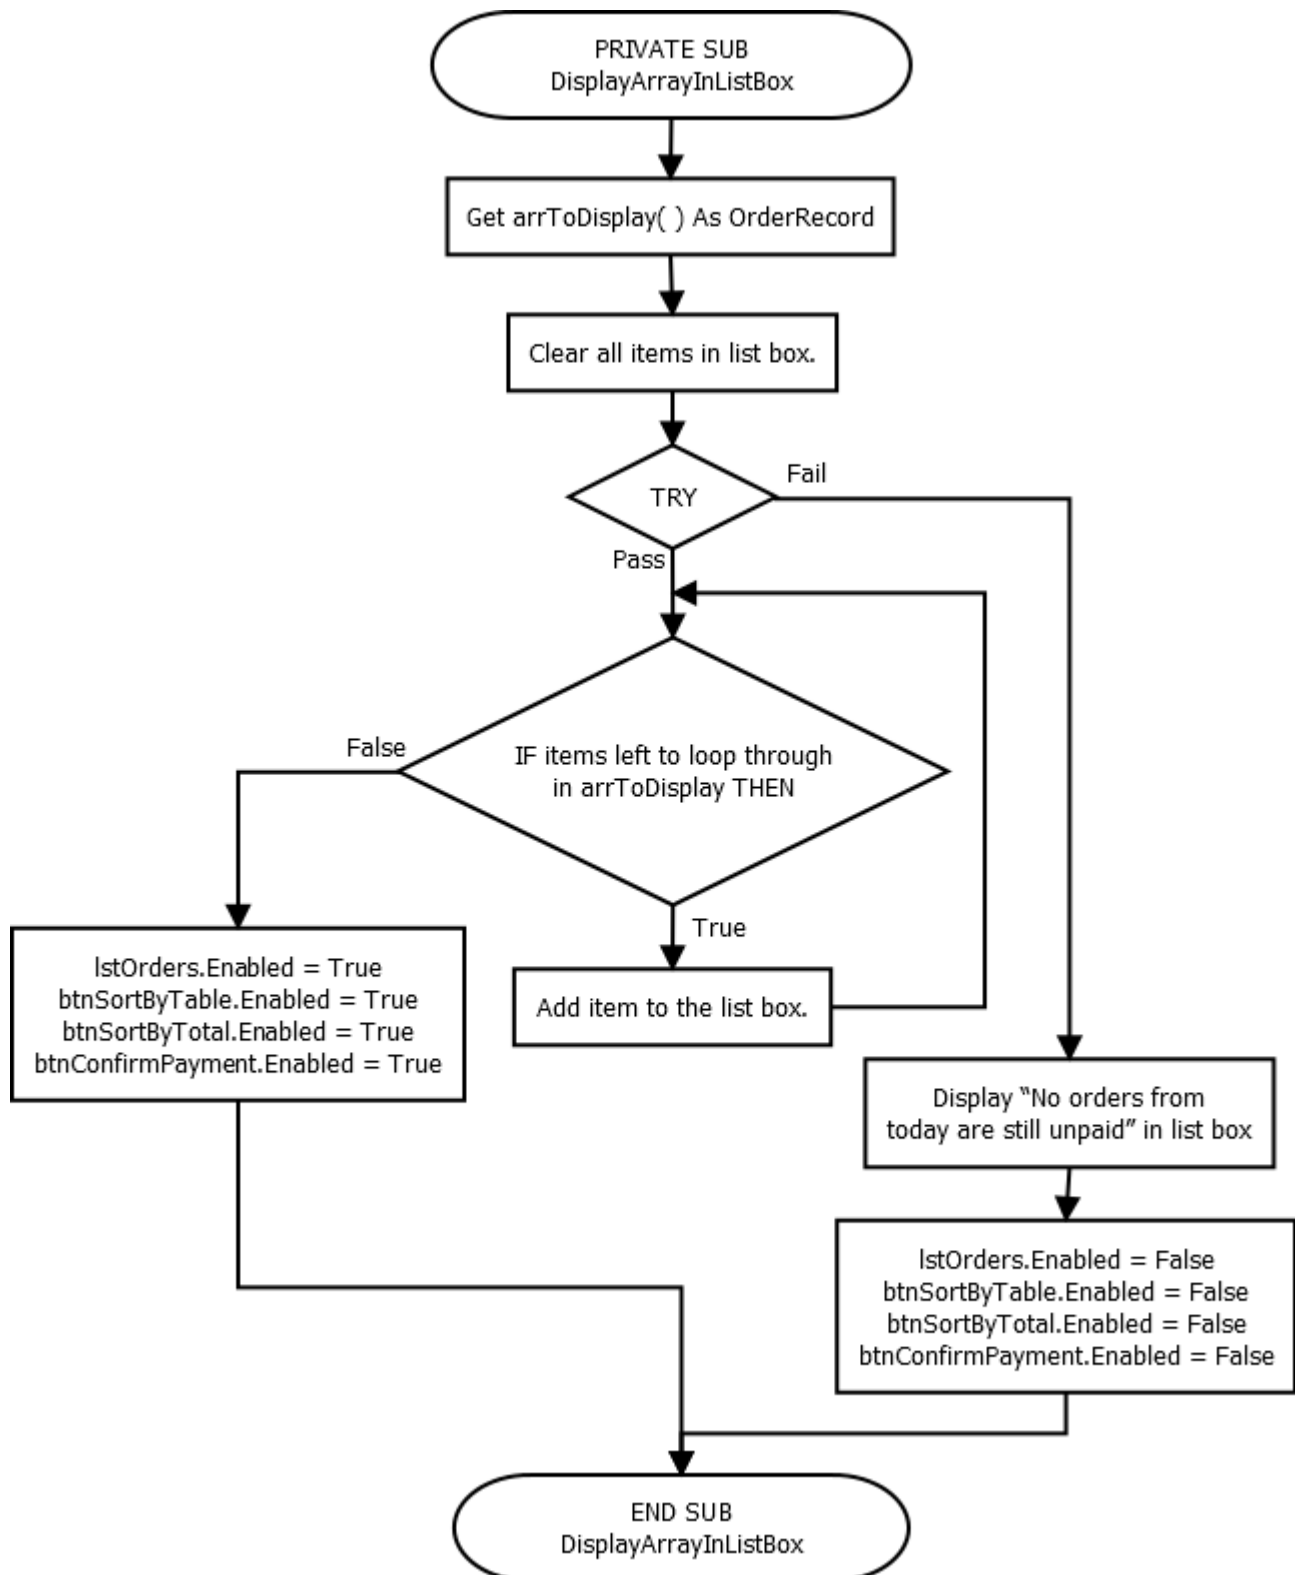 PRIVATE SUB
DisplayArrayInListBox
Get arrToDisplay( ) As OrderRecord
Clear all items in list box.
TRY
Fail
Pass
IF items left to loop through
in arrToDisplay THEN
False
True
Add item to the list box.
lstOrders.Enabled = True
btnSortByTable.Enabled = True
btnSortByTotal.Enabled = True
btnConfirmPayment.Enabled = True
Display “No orders from
today are still unpaid” in list box
lstOrders.Enabled = False
btnSortByTable.Enabled = False
btnSortByTotal.Enabled = False
btnConfirmPayment.Enabled = False
END SUB
DisplayArrayInListBox